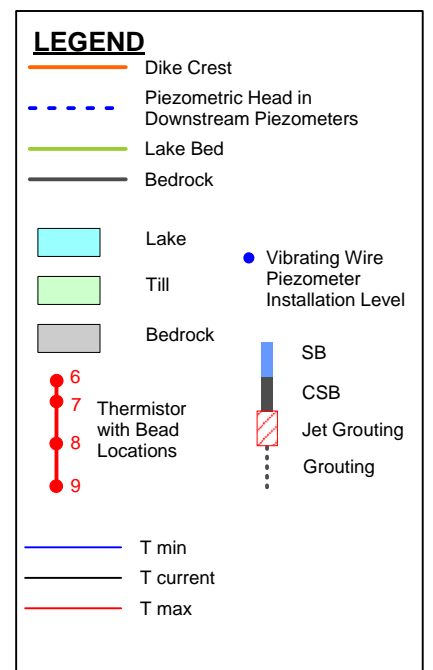 LEGEND
Dike Crest
Piezometric Head in
Downstream Piezometers
Lake Bed
Bedrock
Lake
Till
Bedrock
Vibrating Wire
Piezometer
Installation Level
6
7
8
9
Thermistor
with Bead
Locations
SB
CSB
Jet Grouting
Grouting
T min
T current
T max